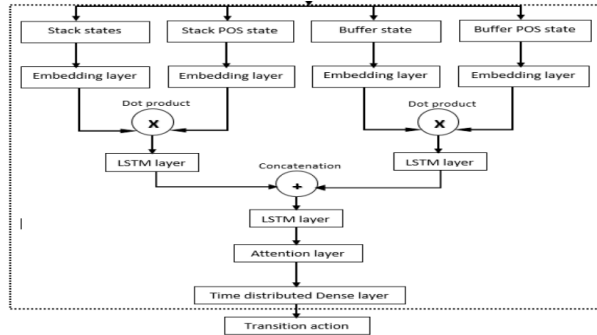 Stack states
Stack POS state
Buffer state
Buffer POS state
Embedding layer
Embedding layer
Embedding layer
Embedding layer
Dot product
Dot product
X
X
LSTM layer
LSTM layer
Concatenation
+
LSTM layer
Attention layer
Time distributed Dense layer
Transition action